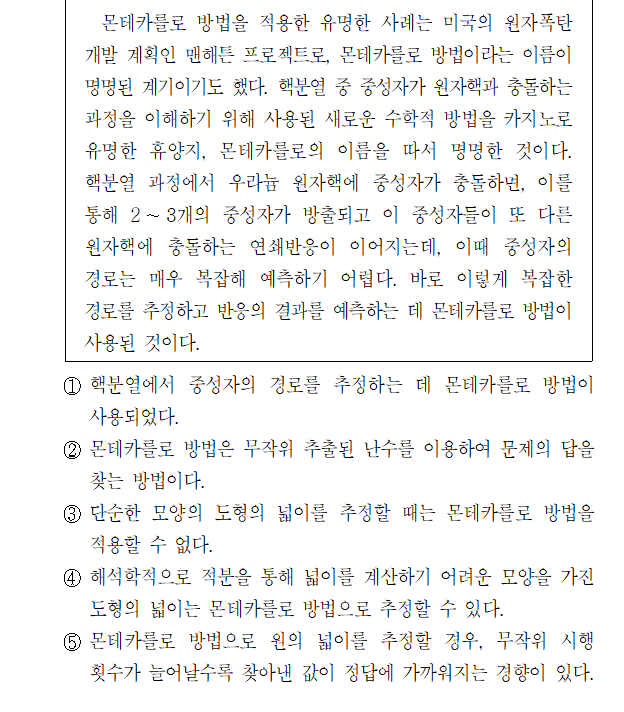 몬테카를로 방법을 적용한 유명한 사례는 미국의 원자폭탄
개발 계획인 맨해튼 프로젝트로, 몬테카를로 방법이라는 이름이
명명된 계기이기도 했다. 핵분열 중 중성자가 원자핵과 충돌하는
과정을 이해하기 위해 사용된 새로운 수학적 방법을 카지노로
유명한 휴양지, 몬테카를로의 이름을 따서 명명한 것이다.
핵분열 과정에서 우라늄 원자핵에 중성자가 충돌하면, 이를
통해 2～3개의 중성자가 방출되고 이 중성자들이 또 다른
원자핵에 충돌하는 연쇄반응이 이어지는데, 이때 중성자의
경로는 매우 복잡해 예측하기 어렵다. 바로 이렇게 복잡한
경로를 추정하고 반응의 결과를 예측하는 데 몬테카를로 방법이
사용된 것이다.
① 핵분열에서 중성자의 경로를 추정하는 데 몬테카를로 방법이
사용되었다.
② 몬테카를로 방법은 무작위 추출된 난수를 이용하여 문제의 답을
찾는 방법이다.
③ 단순한 모양의 도형의 넓이를 추정할 때는 몬테카를로 방법을
적용할 수 없다.
④ 해석학적으로 적분을 통해 넓이를 계산하기 어려운 모양을 가진
도형의 넓이는 몬테카를로 방법으로 추정할 수 있다.
⑤ 몬테카를로 방법으로 원의 넓이를 추정할 경우, 무작위 시행
횟수가 늘어날수록 찾아낸 값이 정답에 가까워지는 경향이 있다.